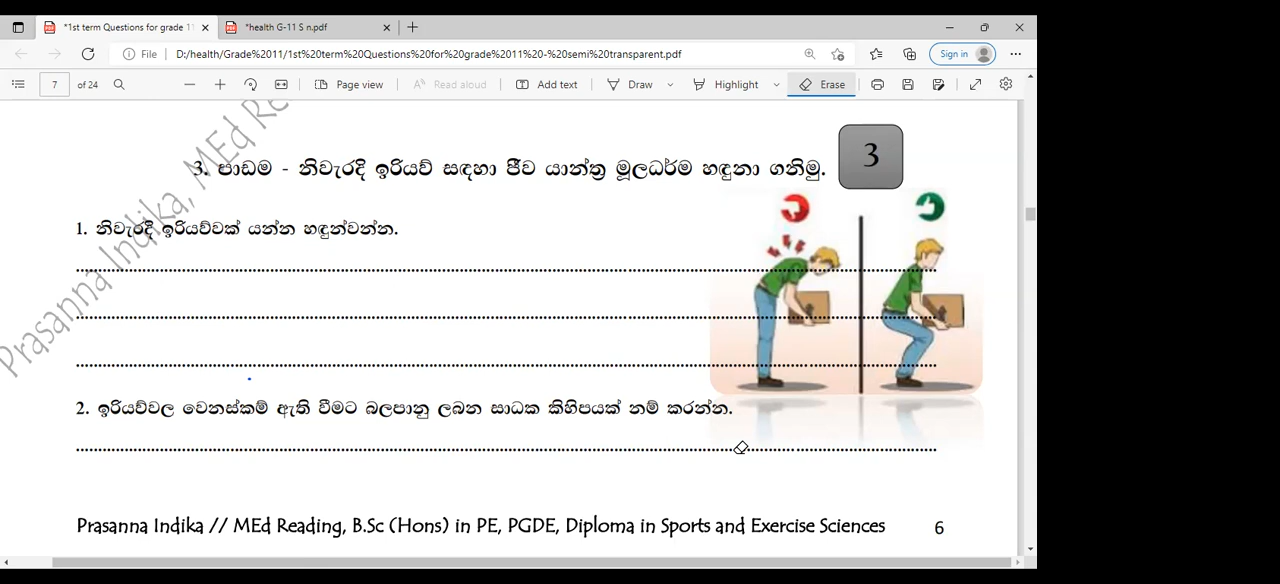 *1st term Questions for grade 11
*health G-11 S n.pdf
File D:/health/Grade%2011/1st%20term%20Questions%20for%20grade%2011%20-%20semi%20transparent.pdf
Sign in
7 of 24 Page view Read aloud Add text Draw Highlight Erase
3
3. පාඩම - නිවැරදි ඉරියව් සඳහා ජීව යාන්ත්‍ර මූලධර්ම හඳුනා ගනිමු.
1. නිවැරදි ඉරියව්වක් යන්න හඳුන්වන්න.
2. ඉරියව්වල වෙනස්කම් ඇති වීමට බලපානු ලබන සාධක කිහිපයක් නම් කරන්න.
Prasanna Indika, MEd Re
Prasanna Indika // MEd Reading, B.Sc (Hons) in PE, PGDE, Diploma in Sports and Exercise Sciences 6